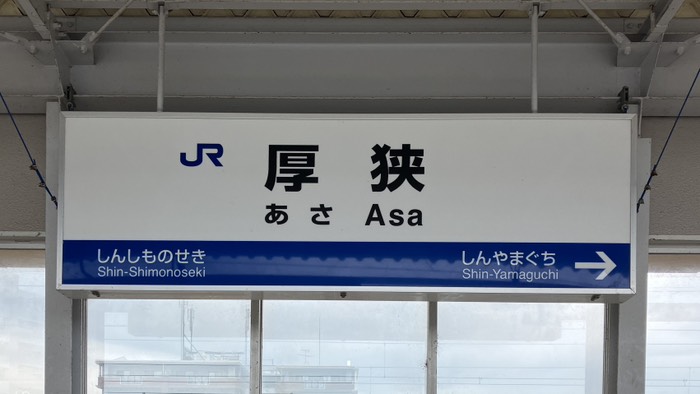 JR 厚狭
あさ Asa
しんしものせき しんやまぐち →
Shin-Shimonoseki Shin-Yamaguchi